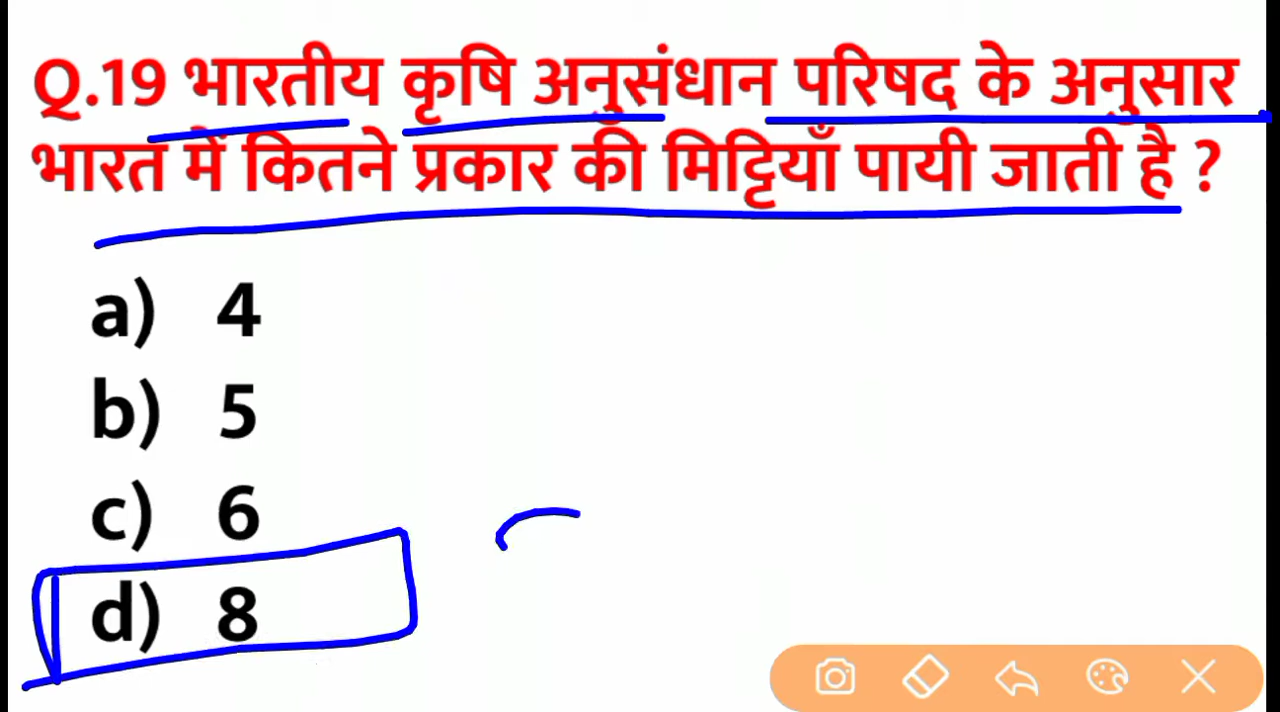 Q.19 भारतीय कृषि अनुसंधान परिषद के अनुसार
भारत में कितने प्रकार की मिट्टियाँ पायी जाती है ?
a) 4
b) 5
c) 6
d) 8